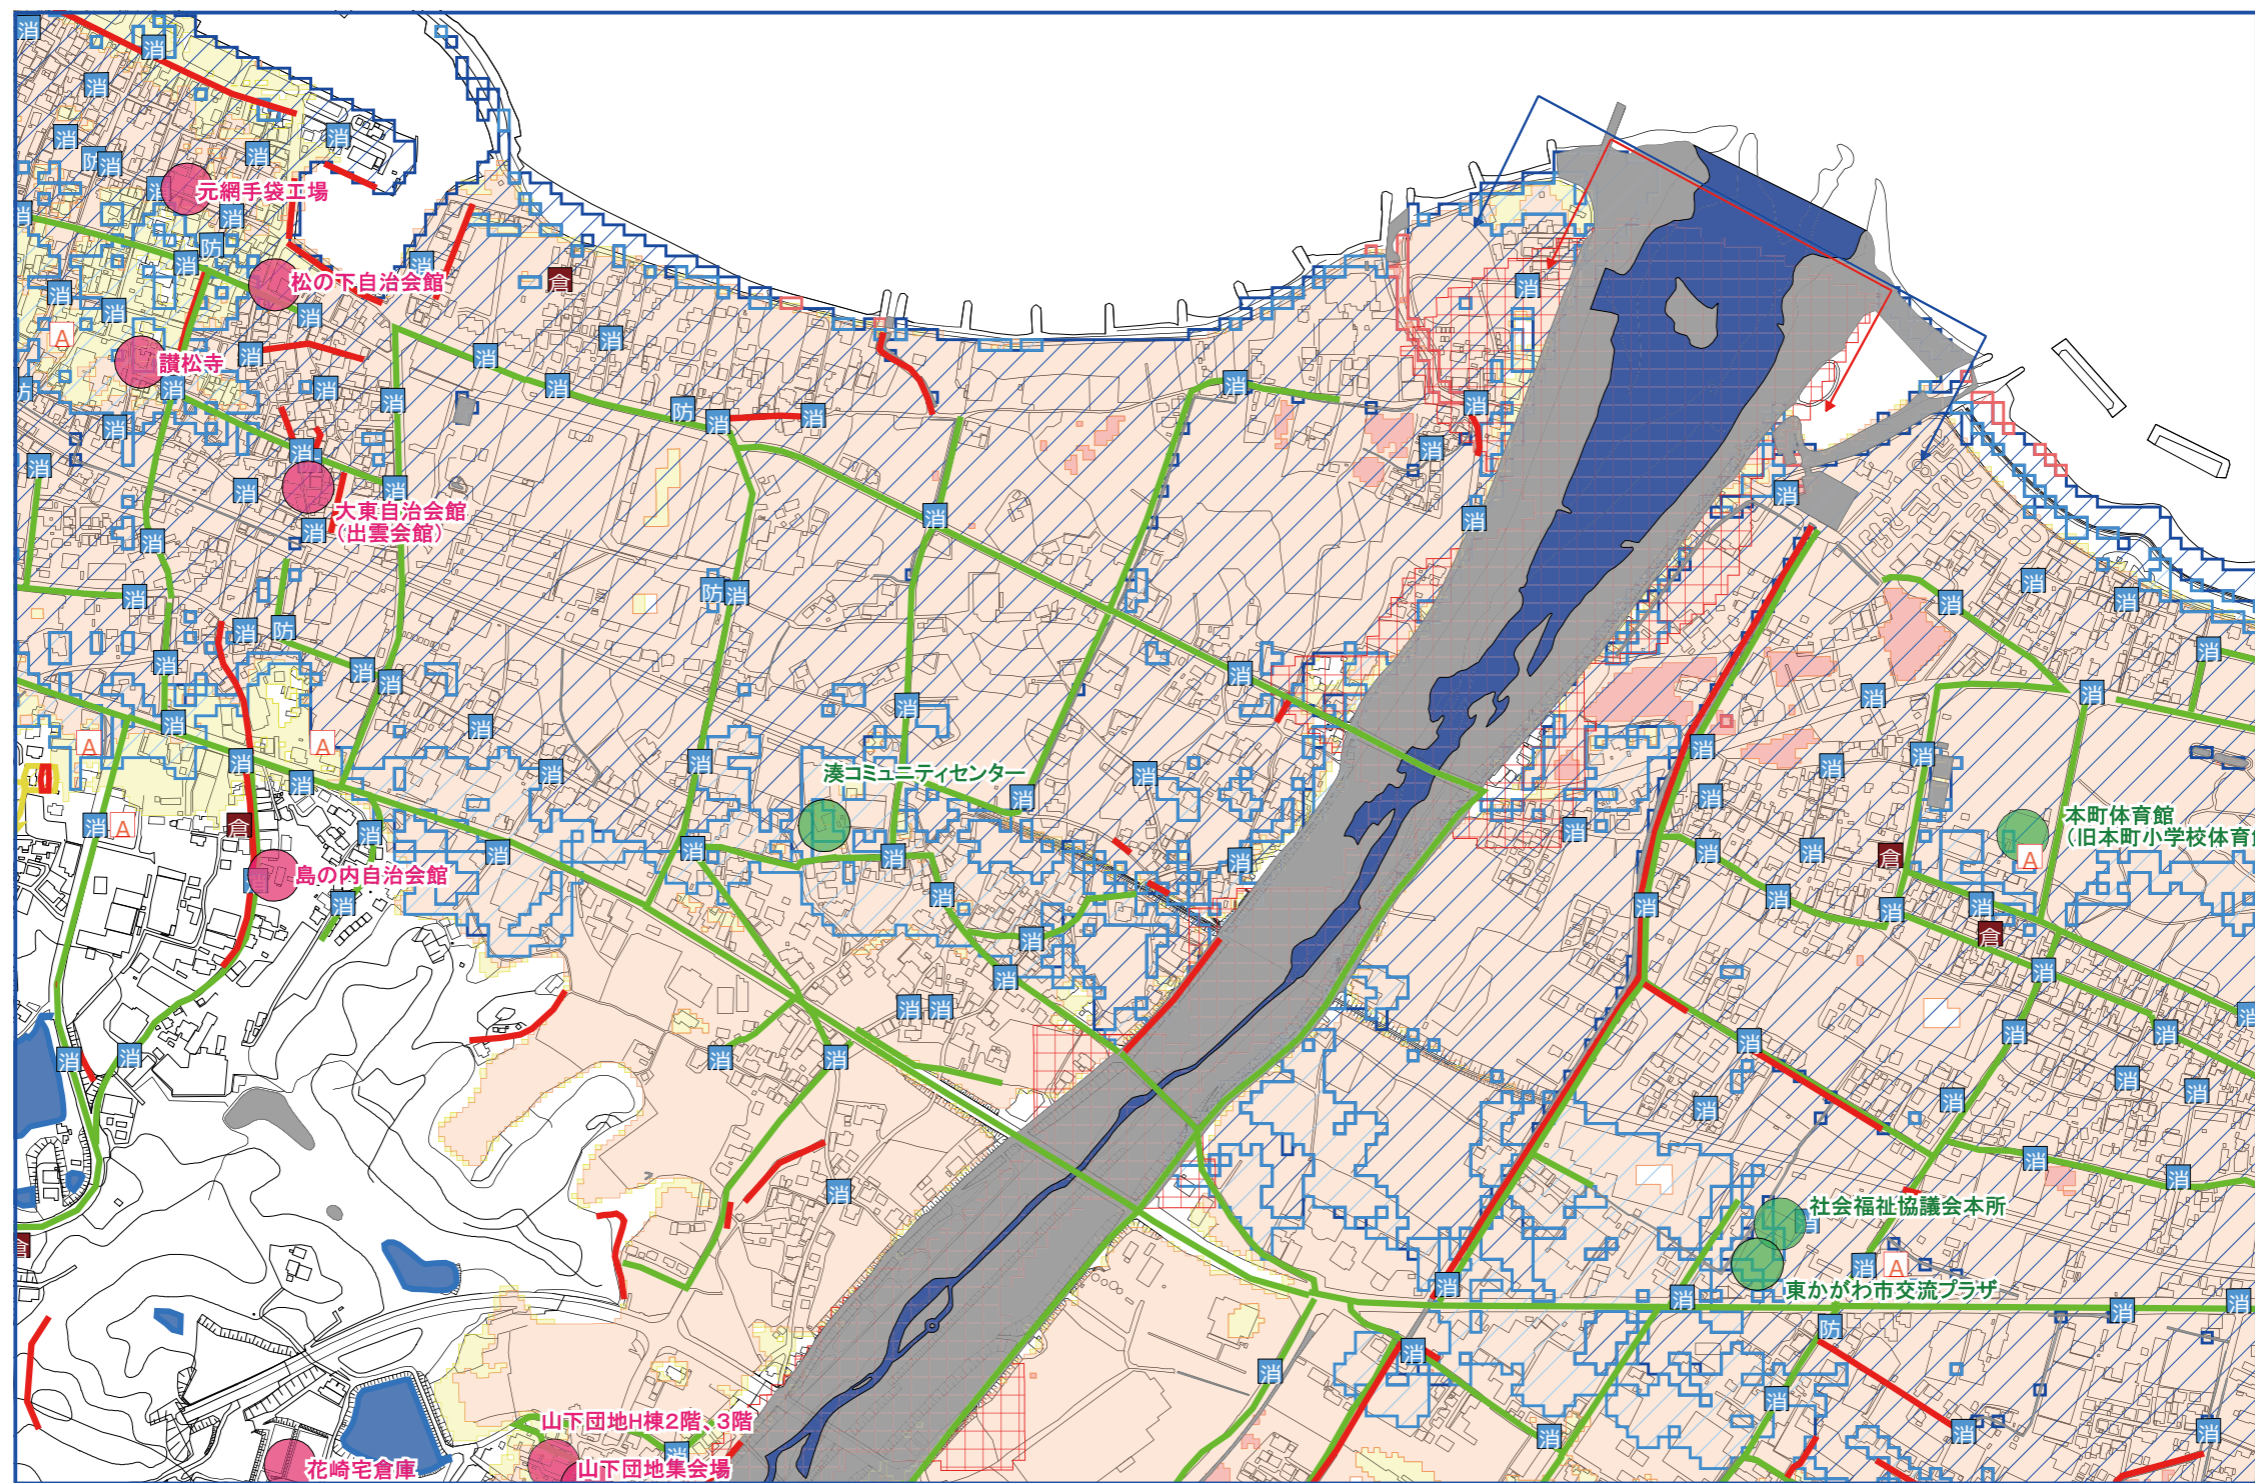 元網手袋工場
松の下自治会館
讃松寺
大東自治会館
（出雲会館）
湊コミュニティセンター
本町体育館
（旧本町小学校体育館
島の内自治会館
社会福祉協議会本所
東かがわ市交流プラザ
山下団地H棟2階、3階
山下団地集会場
花崎宅倉庫
消
防
倉
A